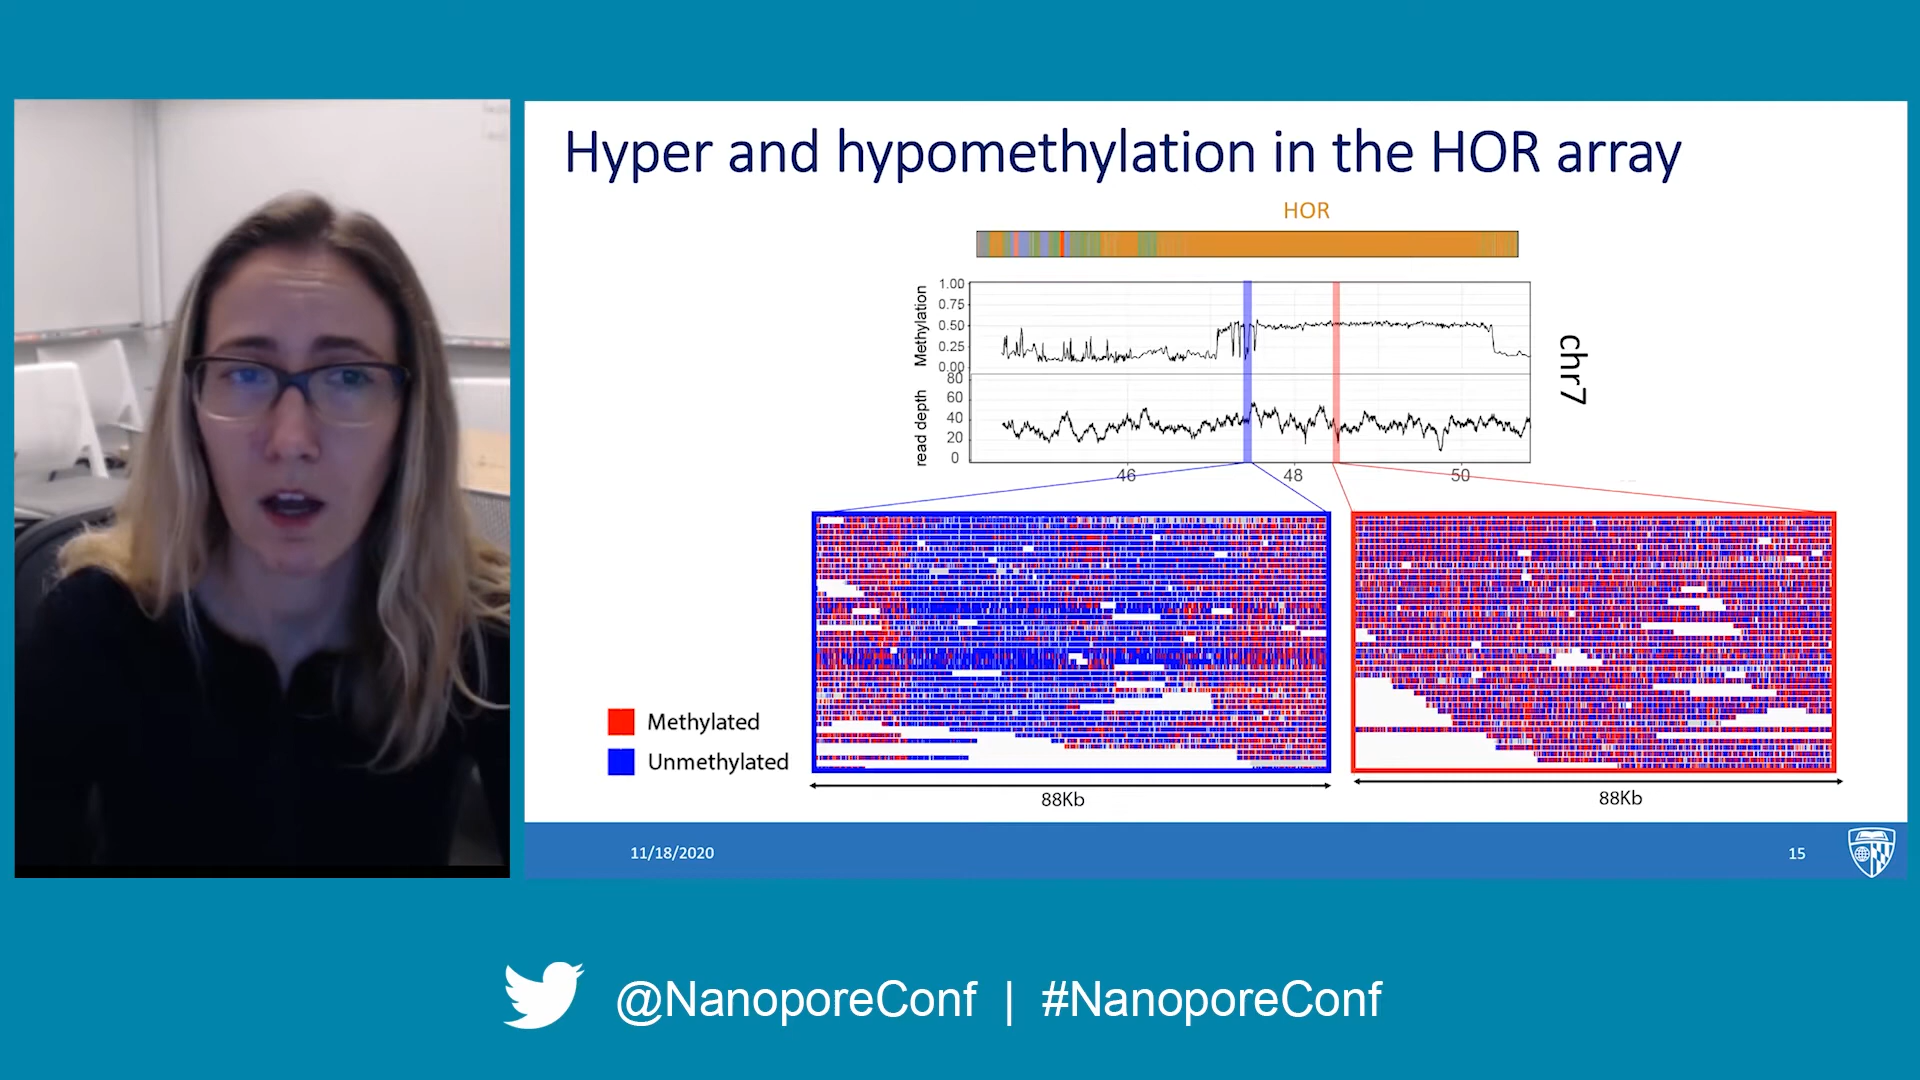 Hyper and hypomethylation in the HOR array
HOR
Methylation
1.00
0.75
0.50
0.25
0.00
read depth
80
60
40
20
0
46
48
50
chr7
Methylated
Unmethylated
88Kb
88Kb
11/18/2020
15
@NanoporeConf | #NanoporeConf